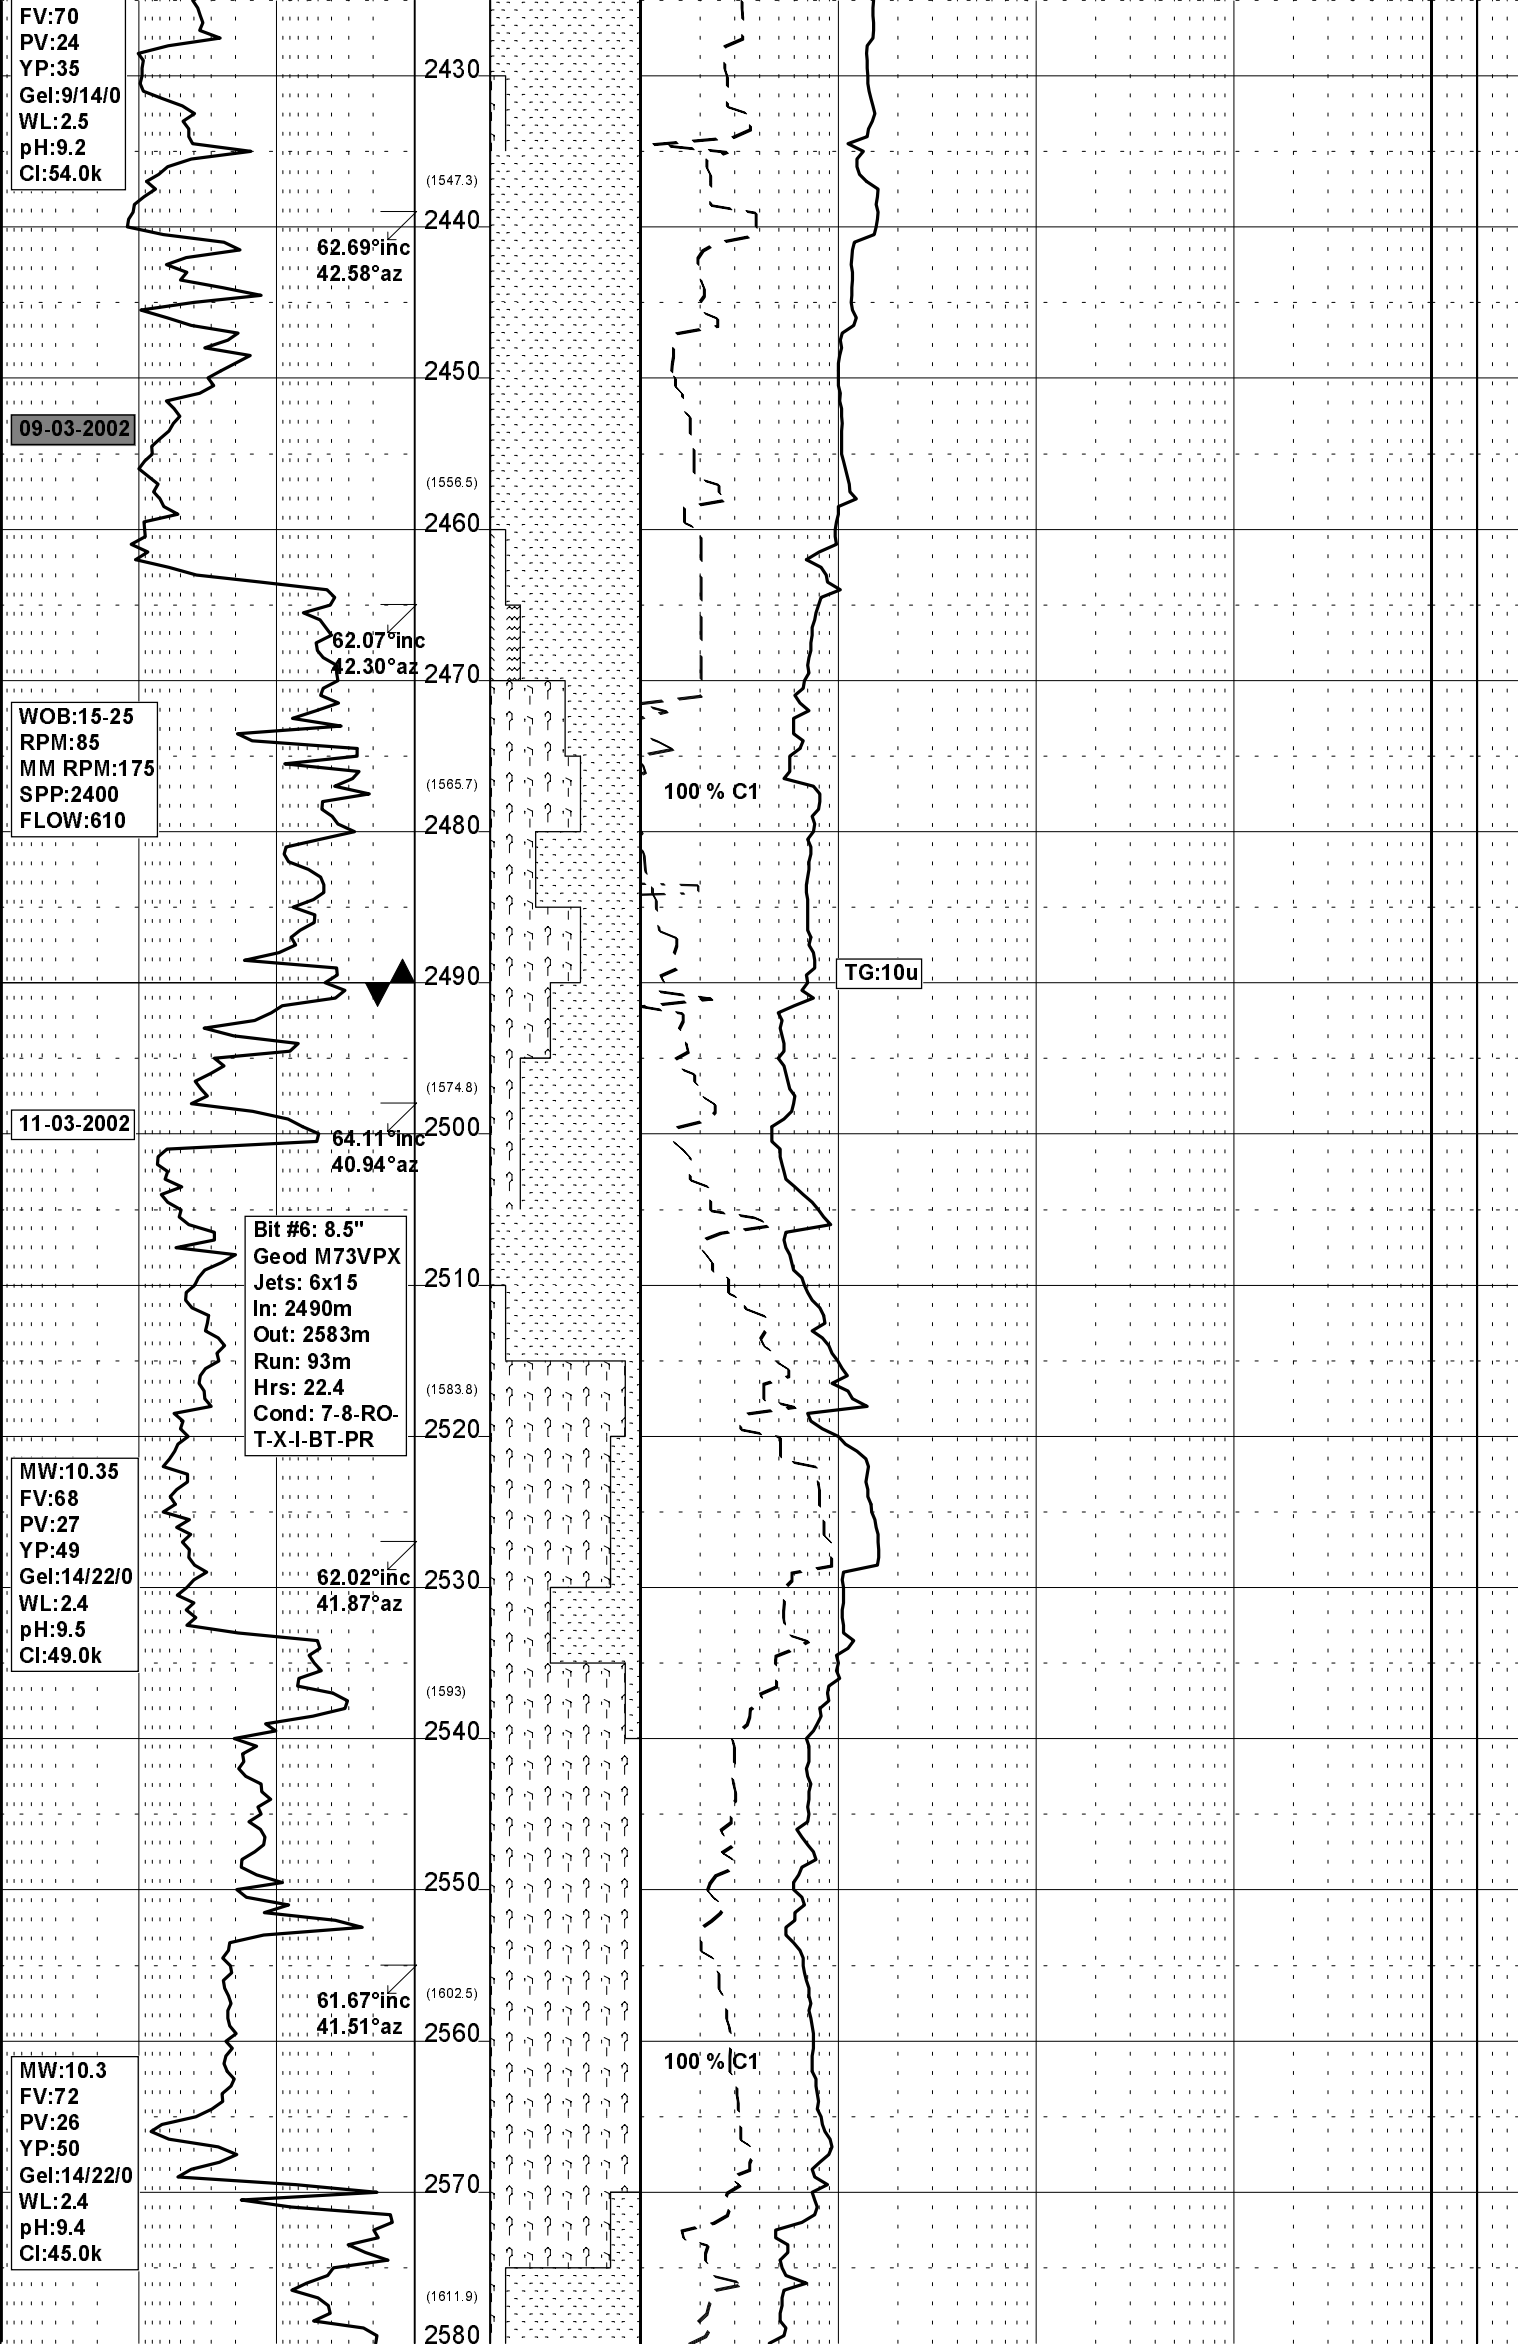 FV:70
PV:24
YP:35
Gel:9/14/0
WL:2.5
pH:9.2
Cl:54.0k
2430
(1547.3)
2440
62.69°inc
42.58°az
2450
09-03-2002
(1556.5)
2460
62.07°inc
42.30°az
2470
WOB:15-25
RPM:85
MM RPM:175
SPP:2400
FLOW:610
(1565.7)
100 % C1
2480
2490
TG:10u
(1574.8)
11-03-2002
2500
64.11°inc
40.94°az
Bit #6: 8.5"
Geod M73VPX
Jets: 6x15
In: 2490m
Out: 2583m
Run: 93m
Hrs: 22.4
Cond: 7-8-RO-
T-X-I-BT-PR
2510
(1583.8)
2520
MW:10.35
FV:68
PV:27
YP:49
Gel:14/22/0
WL:2.4
pH:9.5
Cl:49.0k
62.02°inc
41.87°az
2530
(1593)
2540
2550
61.67°inc
41.51°az
(1602.5)
2560
100 % C1
MW:10.3
FV:72
PV:26
YP:50
Gel:14/22/0
WL:2.4
pH:9.4
Cl:45.0k
2570
(1611.9)
2580